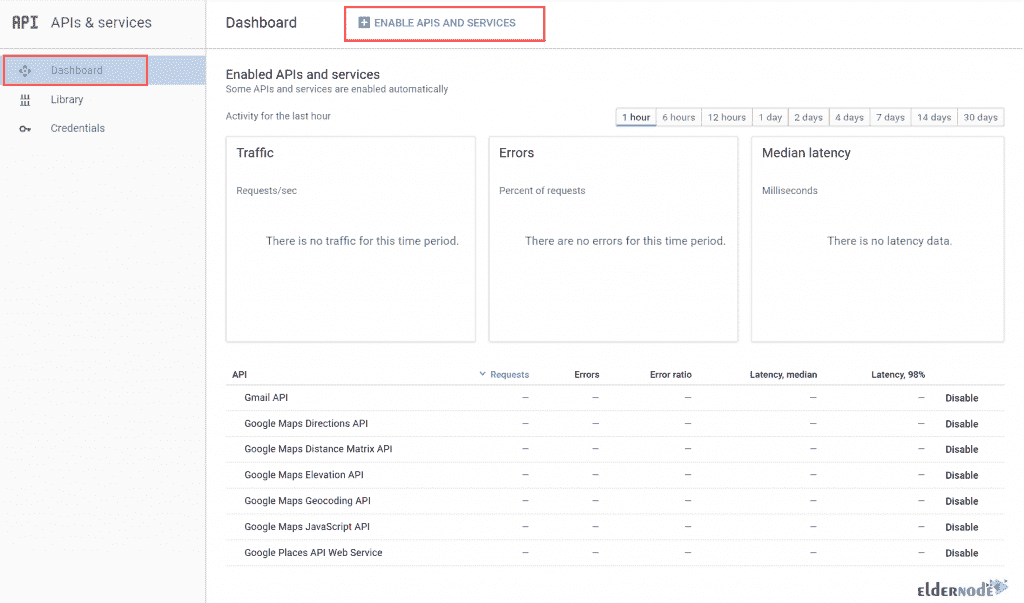 API APIs & services
Dashboard
ENABLE APIS AND SERVICES
Dashboard
Library
Credentials
Enabled APIs and services
Some APIs and services are enabled automatically
Activity for the last hour
1 hour 6 hours 12 hours 1 day 2 days 4 days 7 days 14 days 30 days
Traffic
Requests/sec
There is no traffic for this time period.
Errors
Percent of requests
There are no errors for this time period.
Median latency
Milliseconds
There is no latency data.
API Requests Errors Error ratio Latency, median Latency, 98%
Gmail API – – – – – Disable
Google Maps Directions API – – – – – Disable
Google Maps Distance Matrix API – – – – – Disable
Google Maps Elevation API – – – – – Disable
Google Maps Geocoding API – – – – – Disable
Google Maps JavaScript API – – – – – Disable
Google Places API Web Service – – – – – Disable
elderNODE